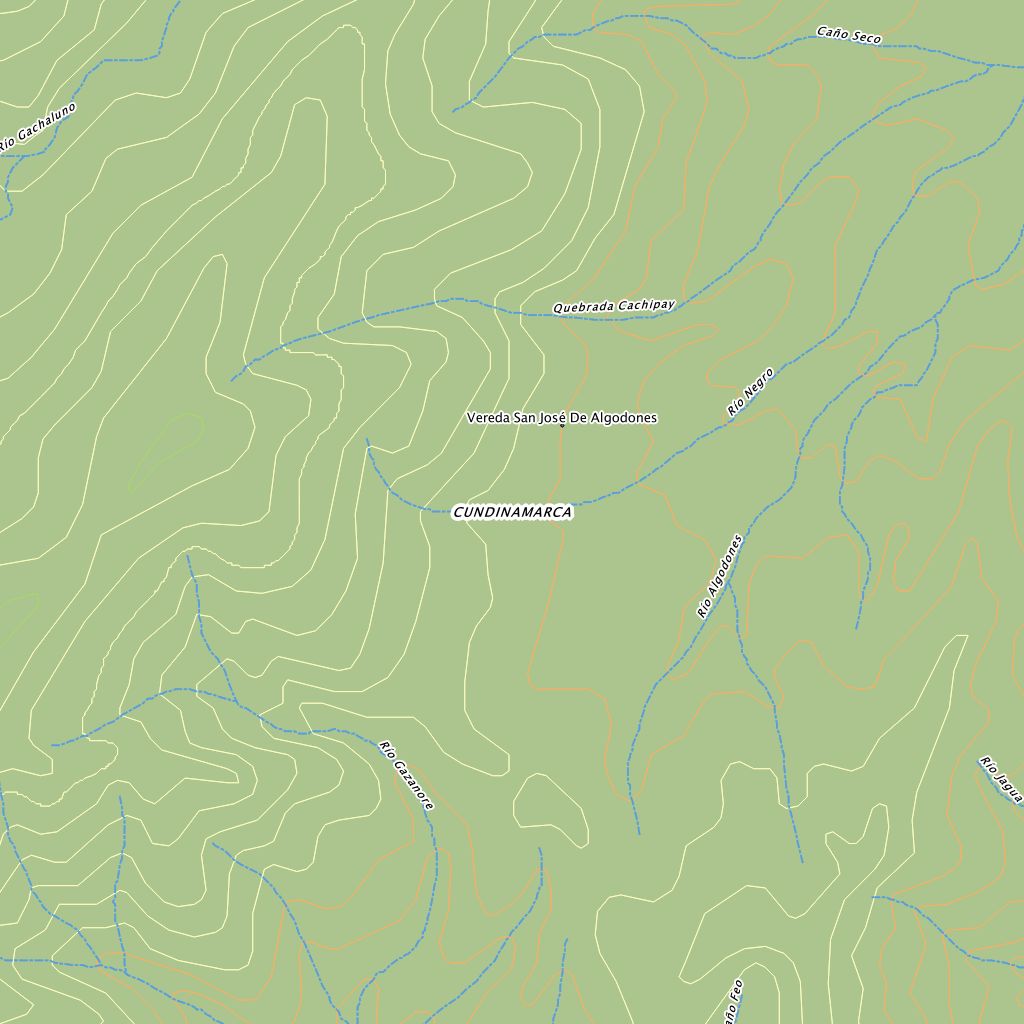 Caño Seco
Río Gachaluno
Quebrada Cachipay
Río Negro
Vereda San José De Algodones
CUNDINAMARCA
Río Algodones
Río Gazanore
Río Jagua
año Feo